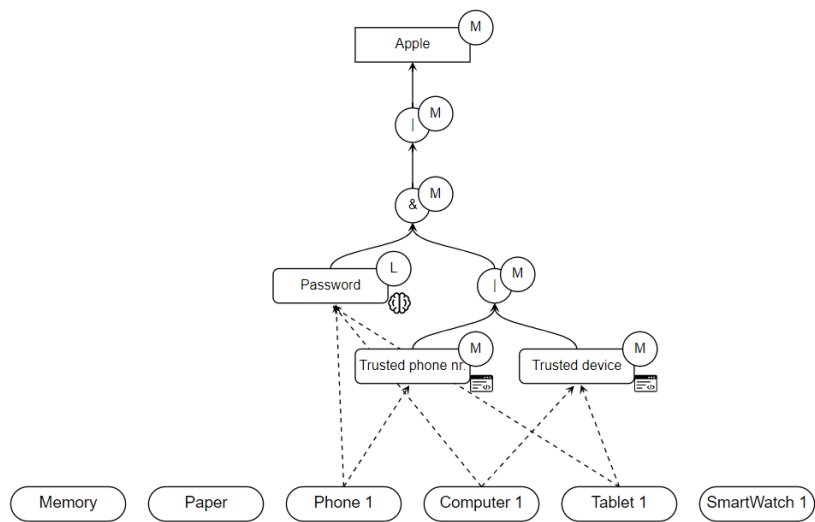 Apple
M
|
M
&
M
Password
L
|
M
Trusted phone nr.
M
Trusted device
M
Memory
Paper
Phone 1
Computer 1
Tablet 1
SmartWatch 1